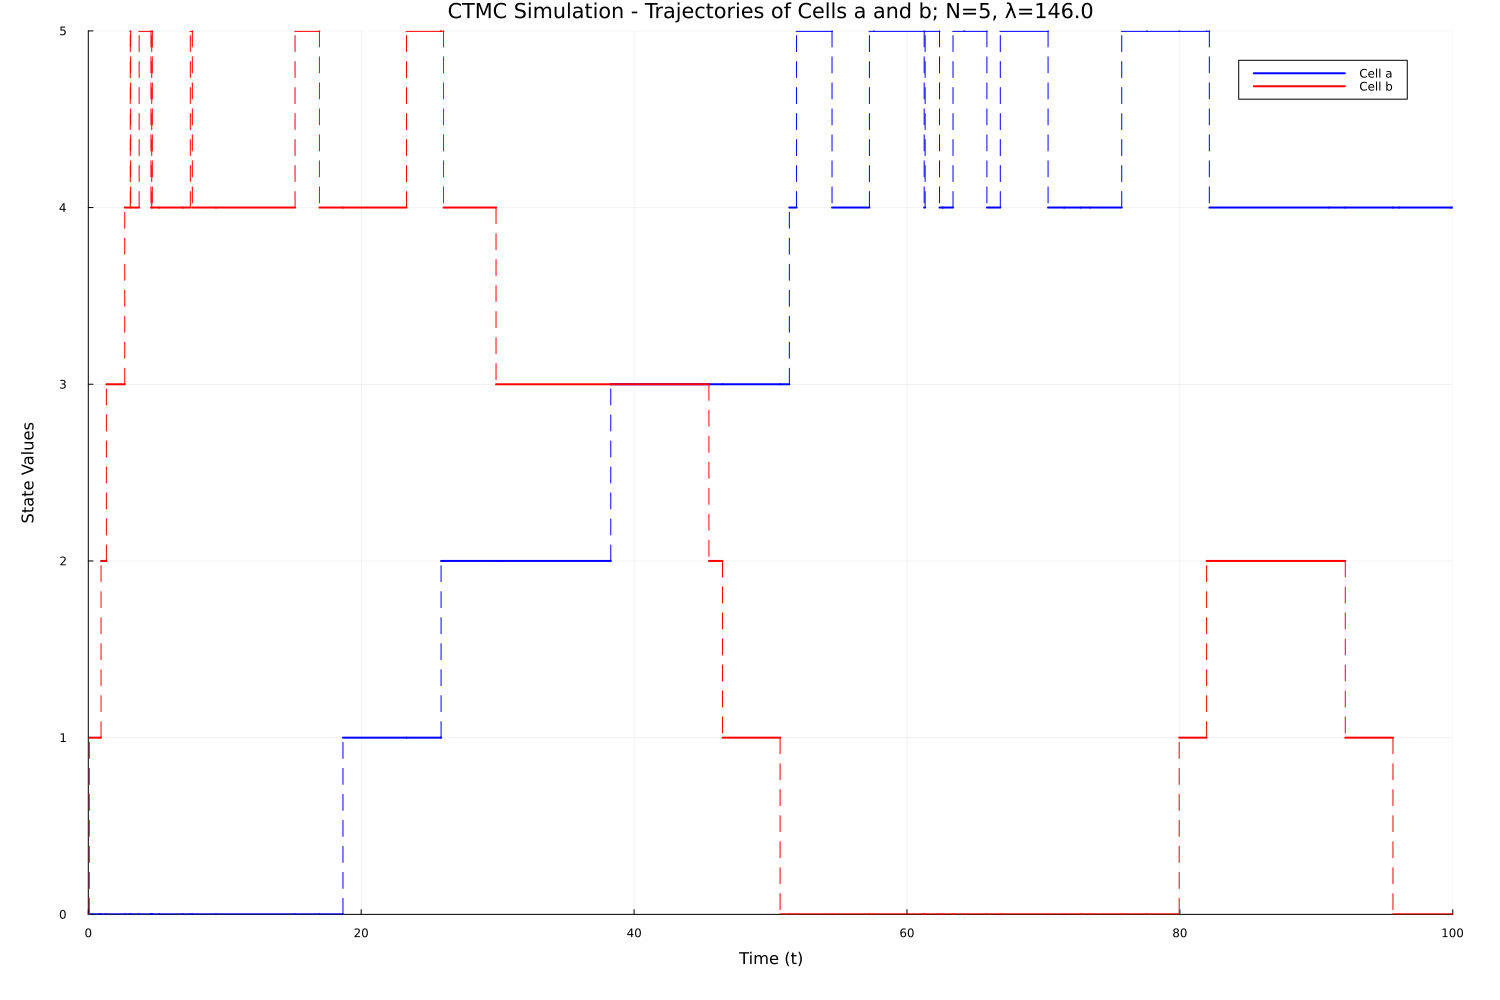 CTMC Simulation - Trajectories of Cells a and b; N=5, λ=146.0
5
4
3
2
1
0
State Values
Cell a
Cell b
0 20 40 60 80 100
Time (t)